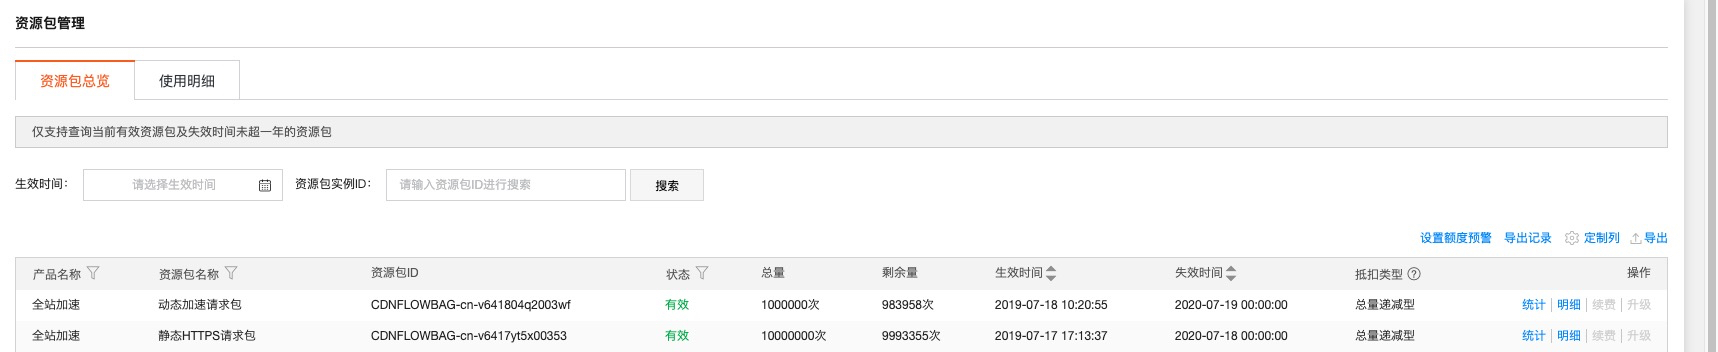 资源包管理
资源包总览 使用明细
仅支持查询当前有效资源包及失效时间未超一年的资源包
生效时间： 请选择生效时间 资源包实例ID： 请输入资源包ID进行搜索 搜索
设置额度预警 导出记录 定制列 导出
产品名称 资源包名称 资源包ID 状态 总量 剩余量 生效时间 失效时间 抵扣类型 操作
全站加速 动态加速请求包 CDNFLOWBAG-cn-v641804q2003wf 有效 1000000次 983958次 2019-07-18 10:20:55 2020-07-19 00:00:00 总量递减型 统计 明细 续费 升级
全站加速 静态HTTPS请求包 CDNFLOWBAG-cn-v6417yt5x00353 有效 10000000次 9993355次 2019-07-17 17:13:37 2020-07-18 00:00:00 总量递减型 统计 明细 续费 升级